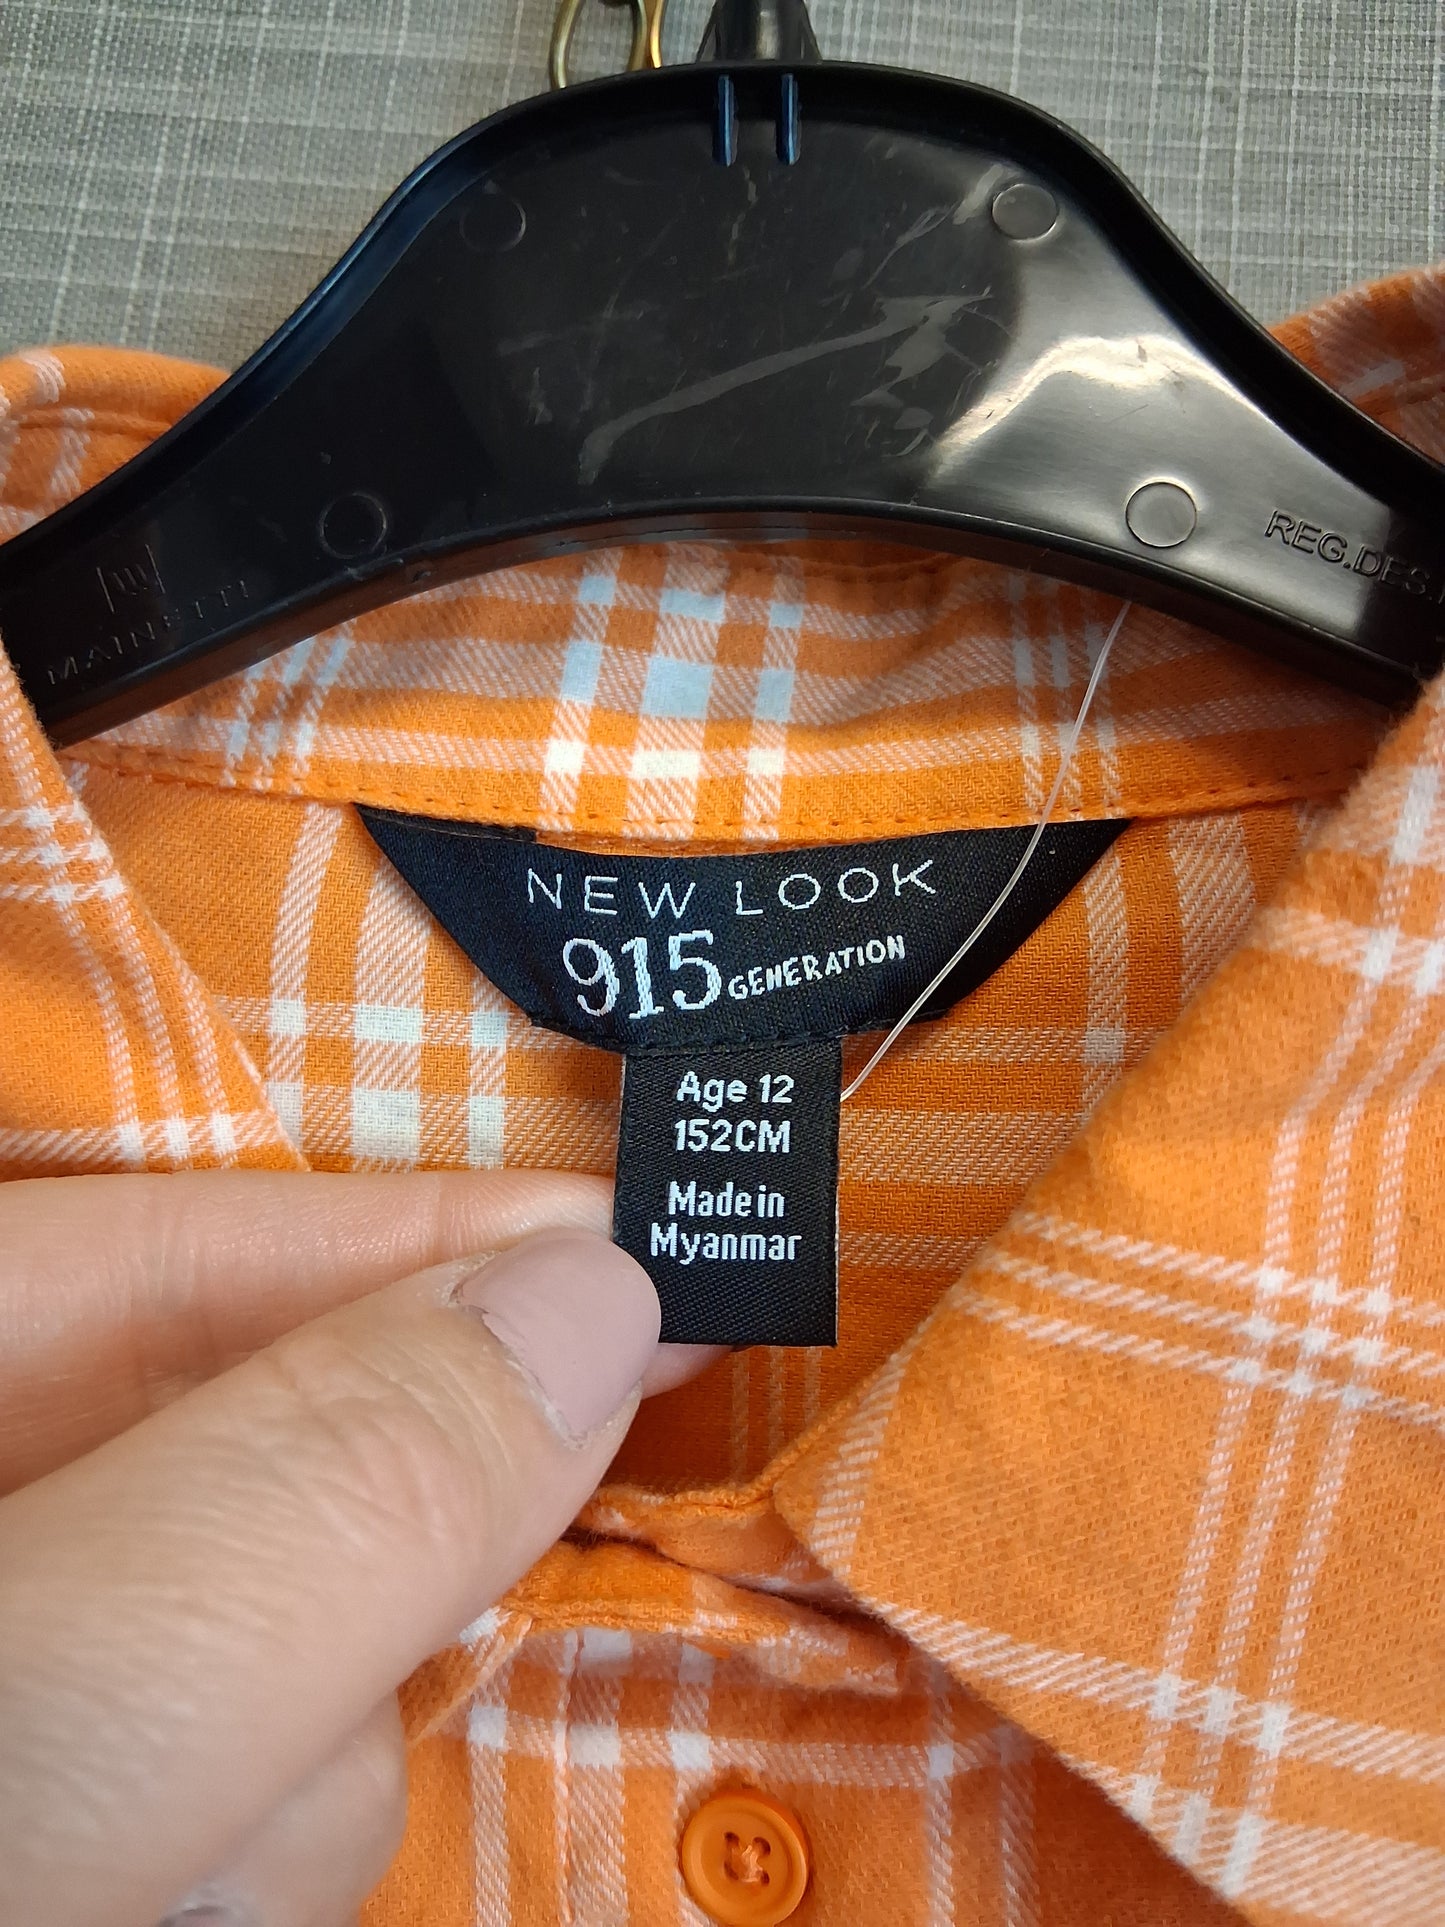 MAINETTI
REG.DES.
NEW LOOK
915 GENERATION
Age 12
152CM
Made in
Myanmar